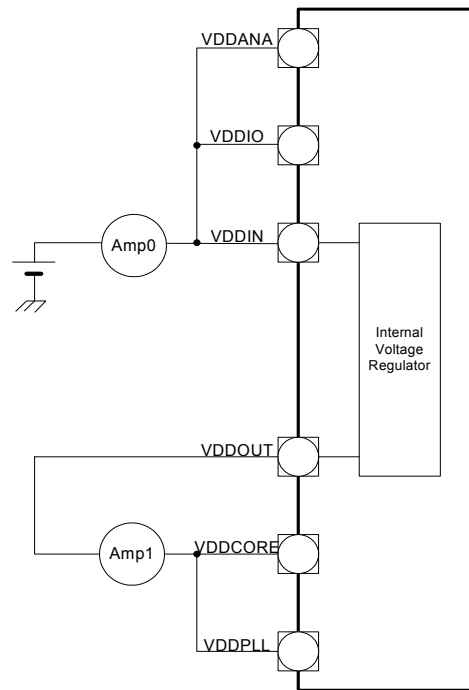 VDDANA
VDDIO
VDDIN
Amp0
Internal
Voltage
Regulator
VDDOUT
VDDCORE
Amp1
VDDPLL